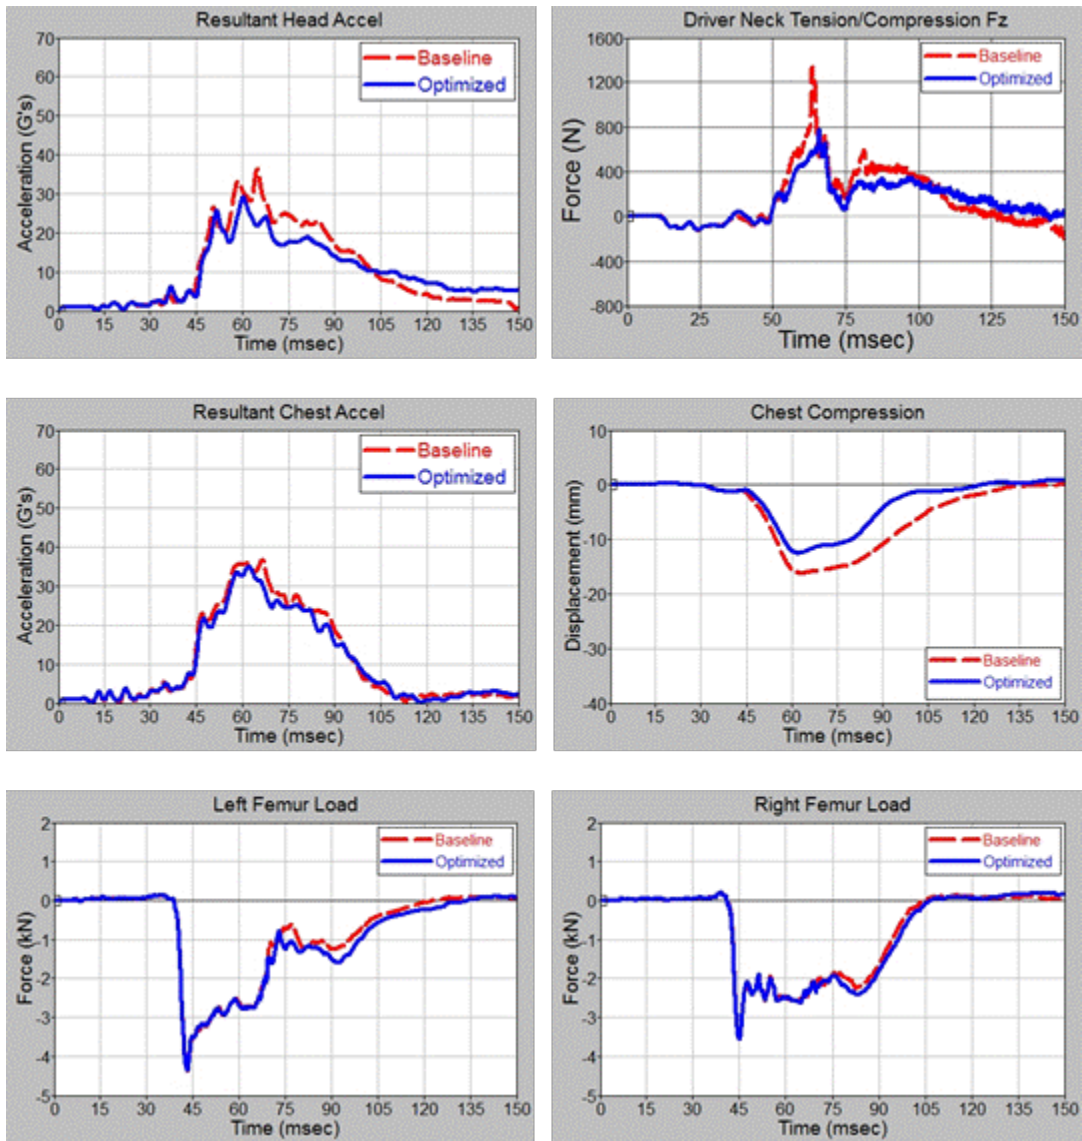 Resultant Head Accel
Acceleration (G's)
70
60
50
40
30
20
10
0
Baseline
Optimized
0 15 30 45 60 75 90 105 120 135 150
Time (msec)
Driver Neck Tension/Compression Fz
Force (N)
1600
1200
800
400
0
-400
-800
Baseline
Optimized
0 25 50 75 100 125 150
Time (msec)
Resultant Chest Accel
Acceleration (G's)
70
60
50
40
30
20
10
0
Baseline
Optimized
0 15 30 45 60 75 90 105 120 135 150
Time (msec)
Chest Compression
Displacement (mm)
10
0
-10
-20
-30
-40
Baseline
Optimized
0 15 30 45 60 75 90 105 120 135 150
Time (msec)
Left Femur Load
Force (kN)
2
1
0
-1
-2
-3
-4
-5
Baseline
Optimized
0 15 30 45 60 75 90 105 120 135 150
Time (msec)
Right Femur Load
Force (kN)
2
1
0
-1
-2
-3
-4
-5
Baseline
Optimized
0 15 30 45 60 75 90 105 120 135 150
Time (msec)